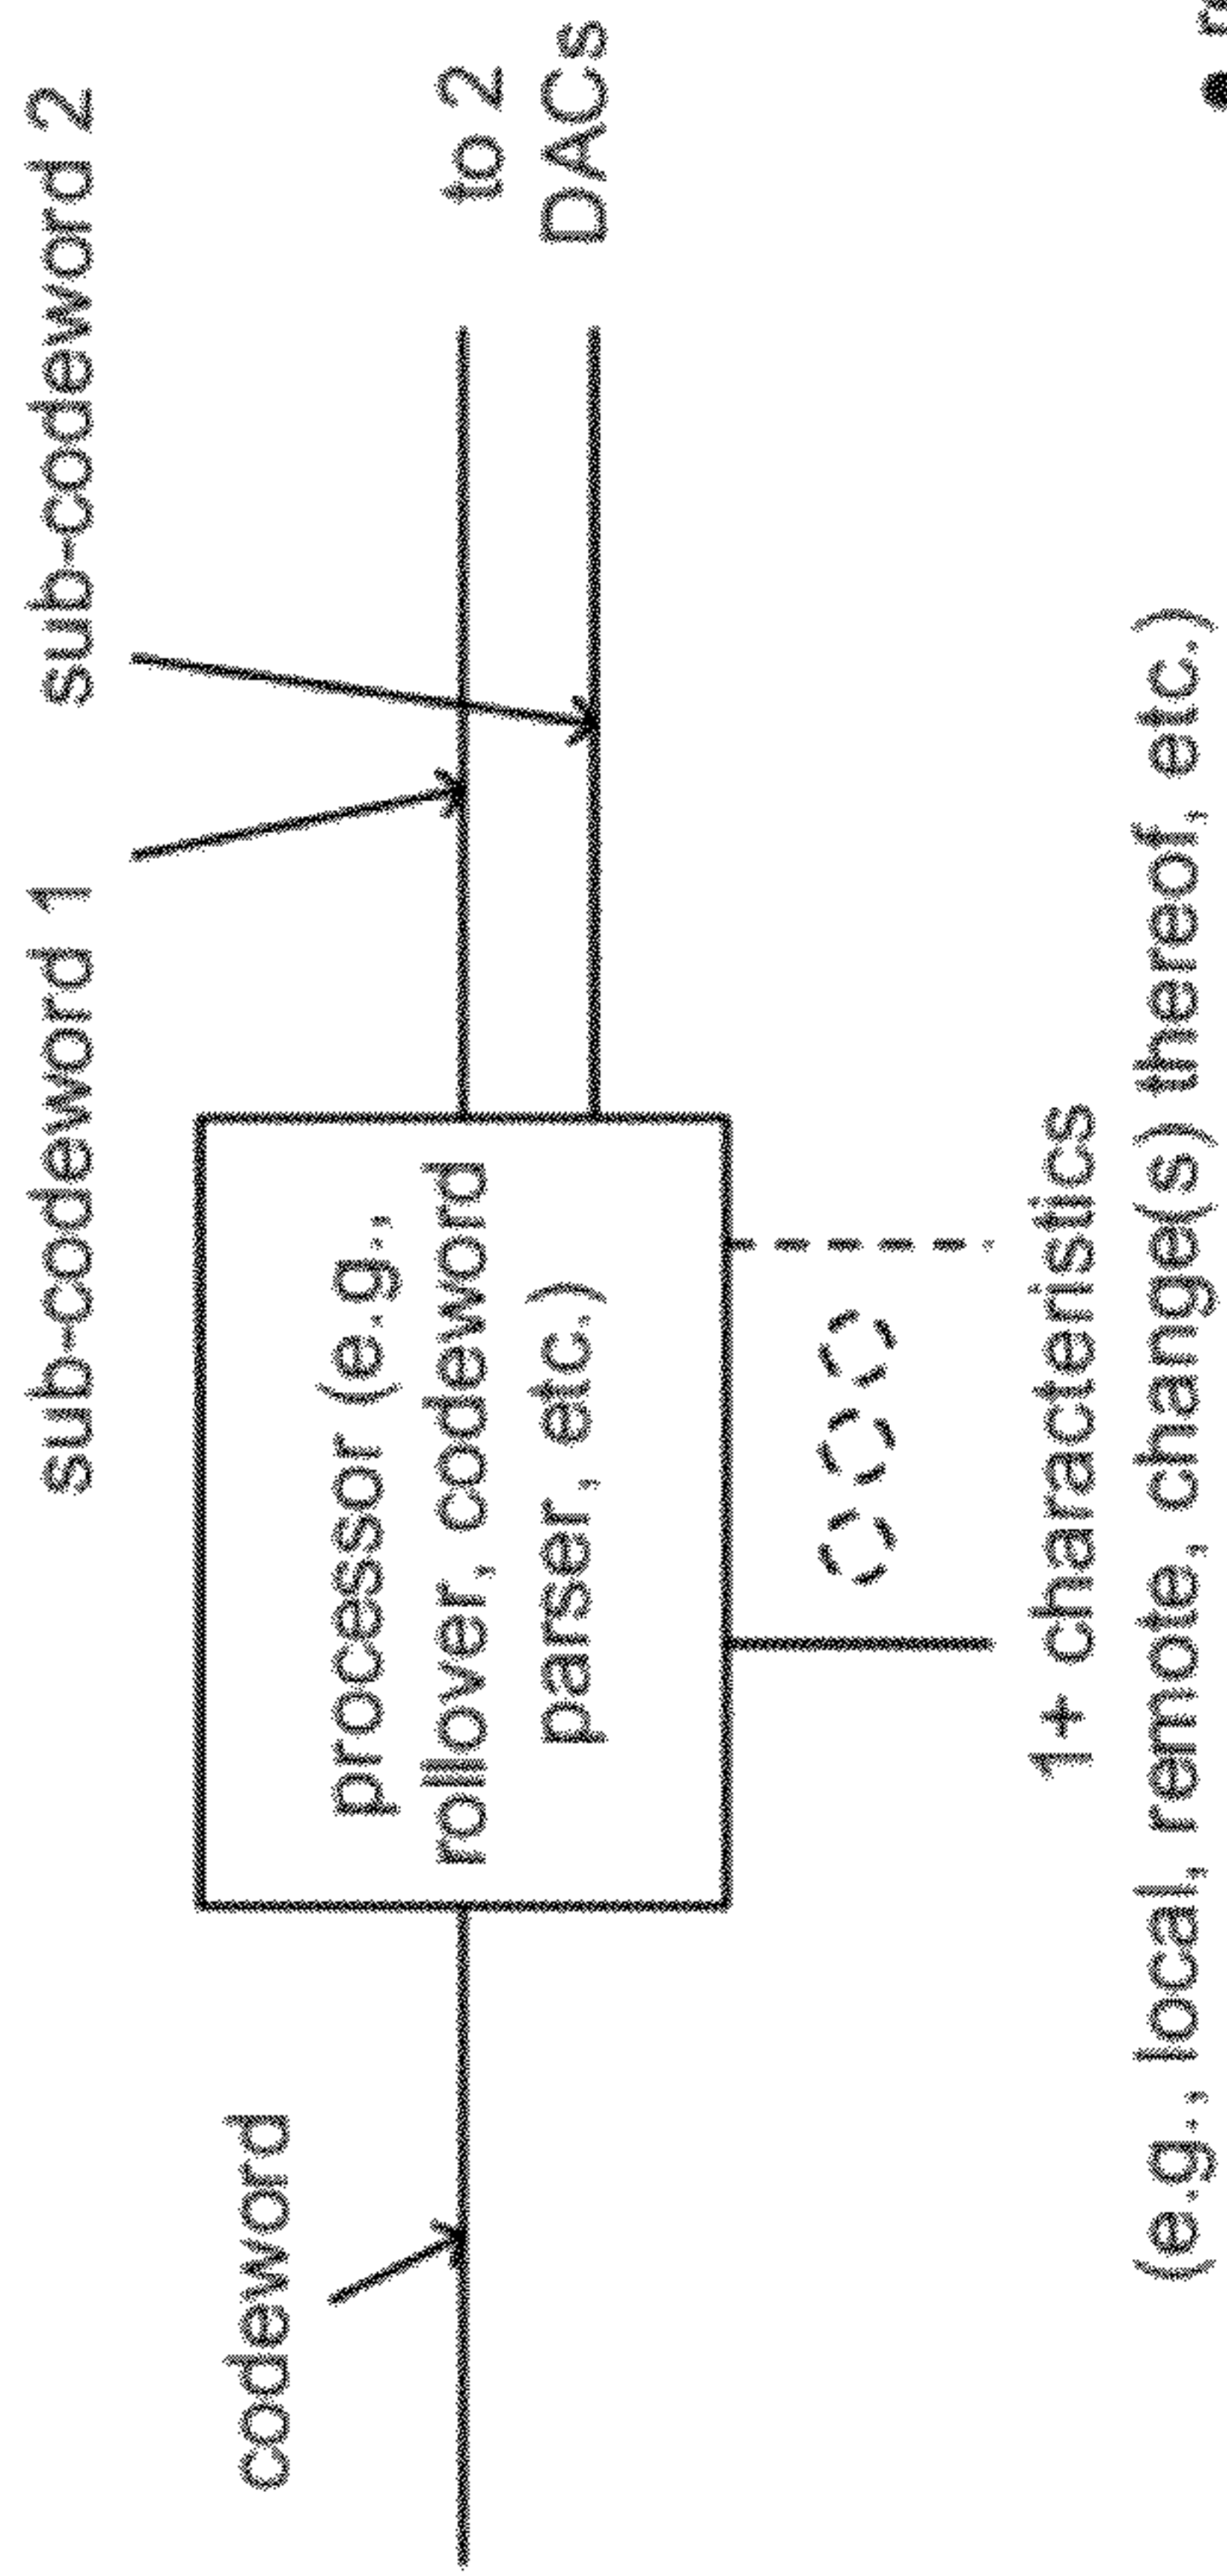 sub-codeword 1
sub-codeword 2
codeword
processor (e.g.,
rollover, codeword
parser, etc.)
to 2
DACs
1+ characteristics
(e.g., local, remote, change(s) thereof, etc.)